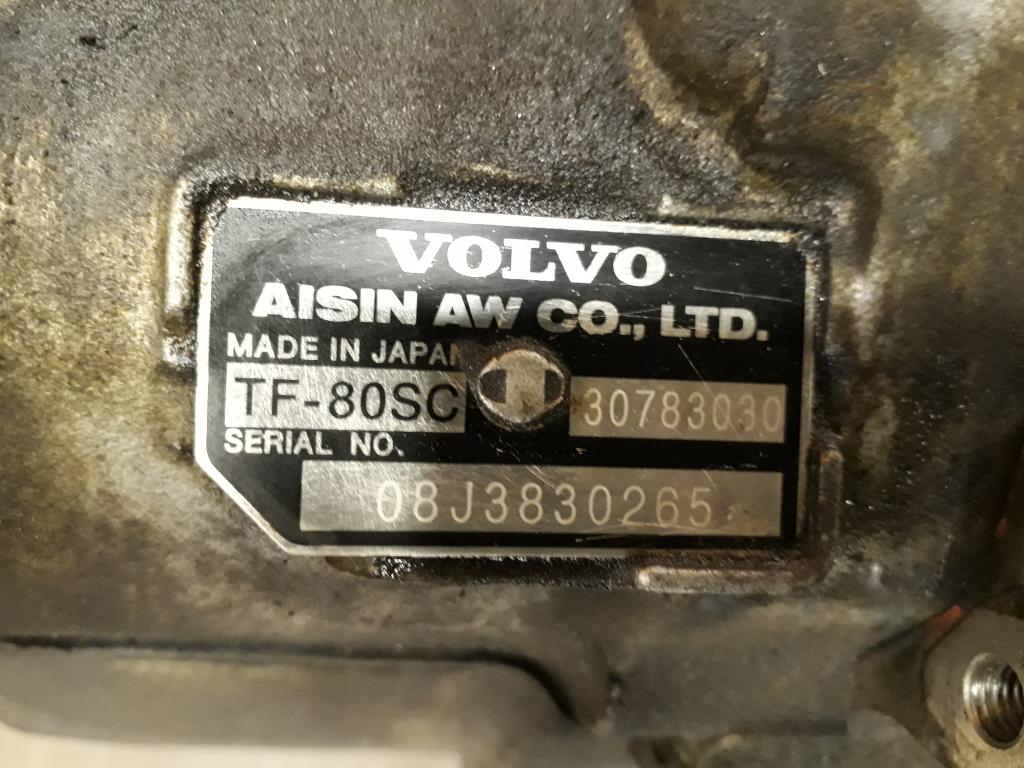 VOLVO
AISIN AW CO., LTD.
MADE IN JAPAN
TF-80SC 30783030
SERIAL NO.
08J3830265